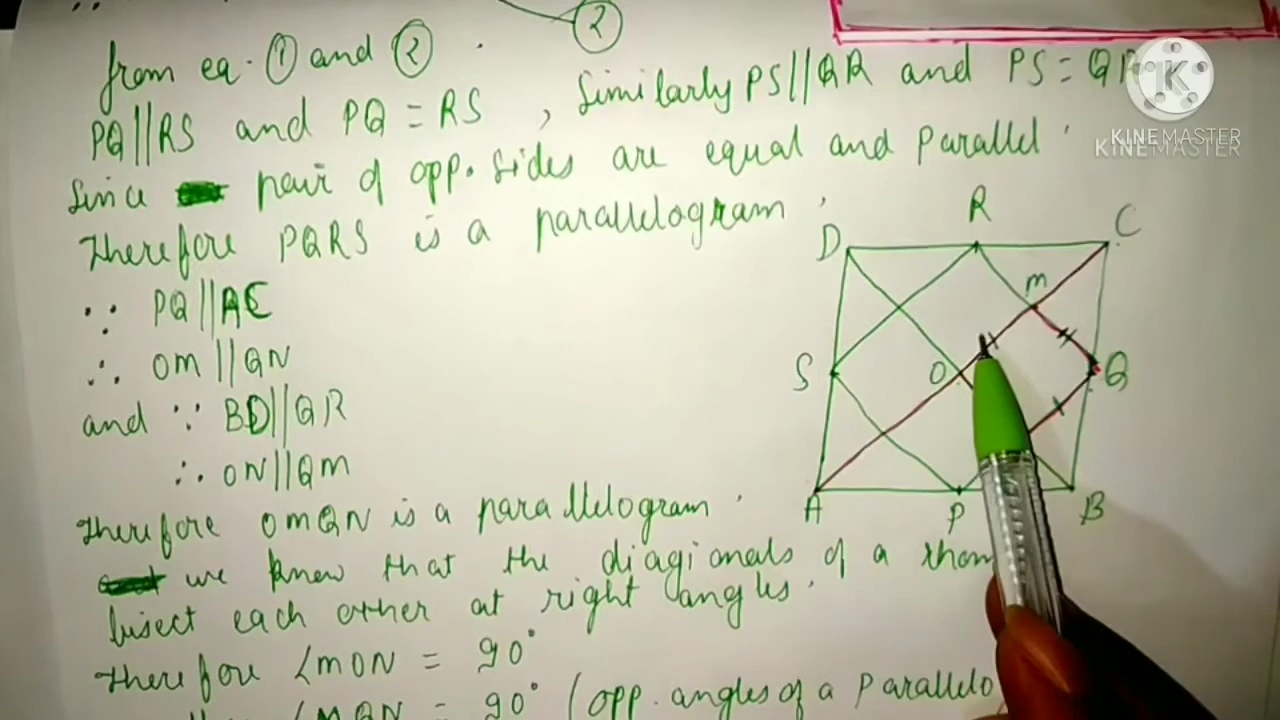 ②
from eq. ① and ② .
PQ||RS and PQ = RS , Similarly PS||QR and PS = QR
Since pair of opp. sides are equal and parallel .
Therefore PQRS is a parallelogram .
∵ PQ||AC
∴ OM||QN
and ∵ BD||QR
∴ ON||QM
Therefore OMQN is a parallelogram .
we know that the diagionals of a rhom
bisect each other at right angles .
Therefore ∠MON = 90°
∠MQN = 90° (opp. angles of a parallelo
D R C
M
S O Q
A P B
K
KINEMASTER
KINEMASTER